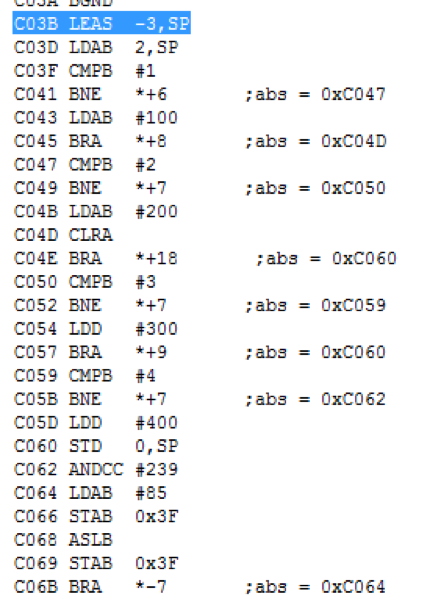 C03A BGND
C03B LEAS -3,SP
C03D LDAB 2,SP
C03F CMPB #1
C041 BNE *+6 ;abs = 0xC047
C043 LDAB #100
C045 BRA *+8 ;abs = 0xC04D
C047 CMPB #2
C049 BNE *+7 ;abs = 0xC050
C04B LDAB #200
C04D CLRA
C04E BRA *+18 ;abs = 0xC060
C050 CMPB #3
C052 BNE *+7 ;abs = 0xC059
C054 LDD #300
C057 BRA *+9 ;abs = 0xC060
C059 CMPB #4
C05B BNE *+7 ;abs = 0xC062
C05D LDD #400
C060 STD 0,SP
C062 ANDCC #239
C064 LDAB #85
C066 STAB 0x3F
C068 ASLB
C069 STAB 0x3F
C06B BRA *-7 ;abs = 0xC064